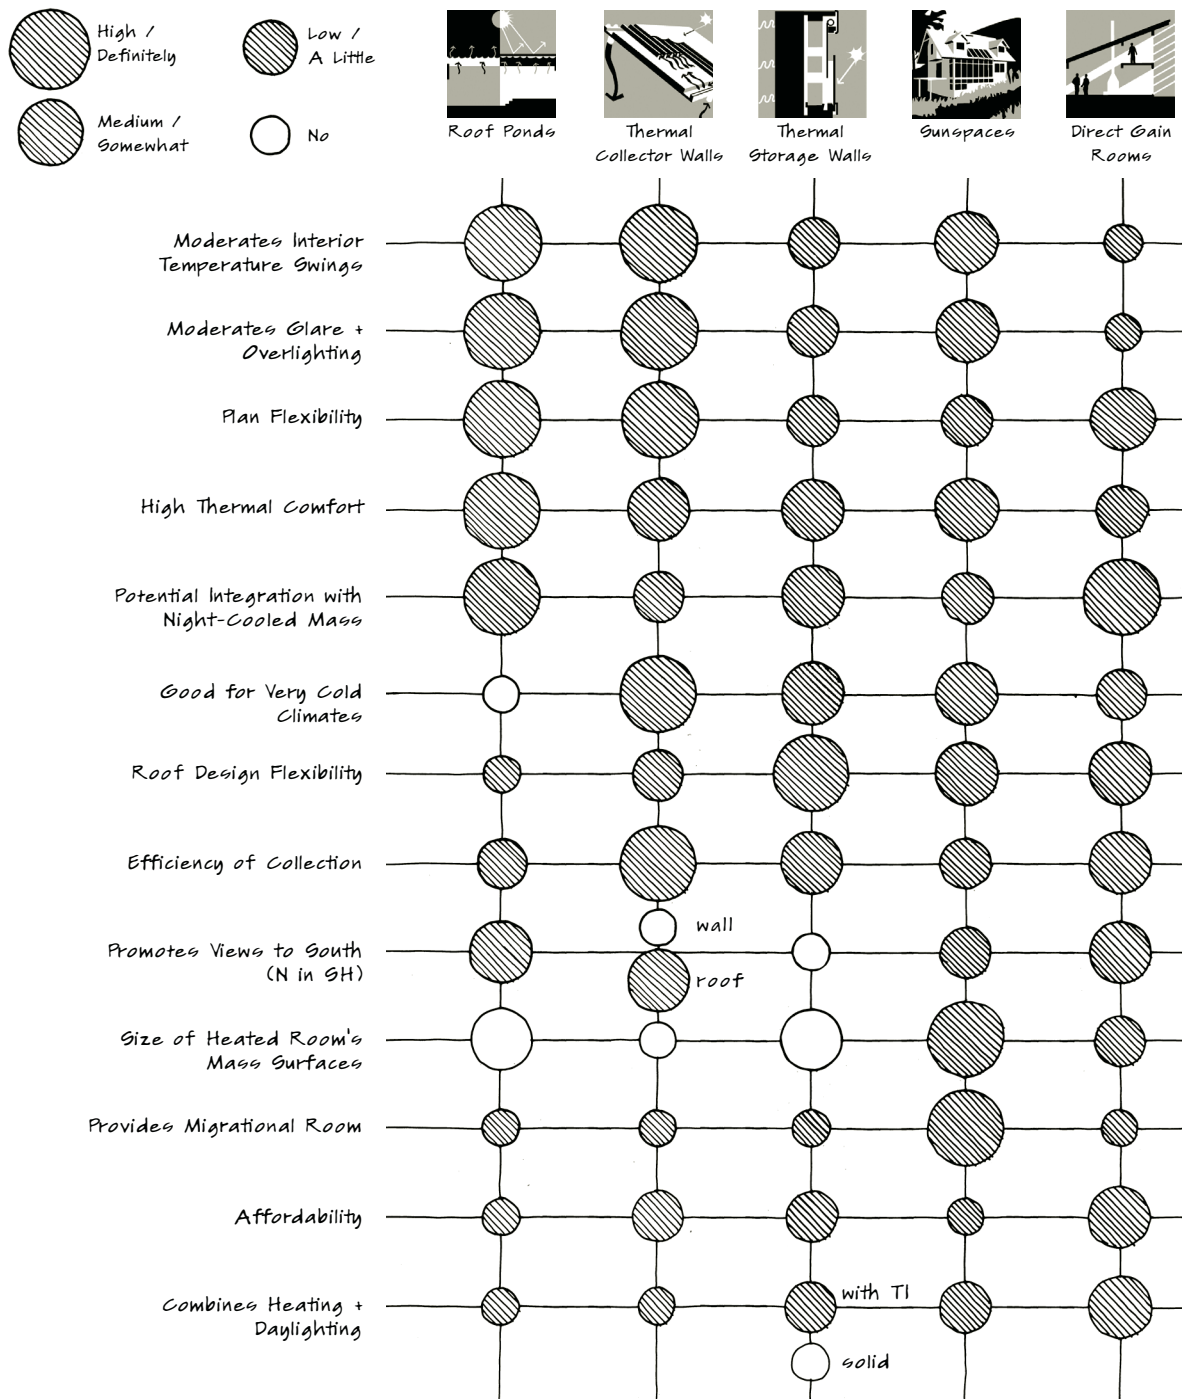 High /
Definitely
Low /
A Little
Medium /
Somewhat
No
Roof Ponds
Thermal
Collector Walls
Thermal
Storage Walls
Sunspaces
Direct Gain
Rooms
Moderates Interior
Temperature Swings
Moderates Glare +
Overlighting
Plan Flexibility
High Thermal Comfort
Potential Integration with
Night-Cooled Mass
Good for Very Cold
Climates
Roof Design Flexibility
Efficiency of Collection
wall
Promotes Views to South
(N in SH)
roof
Size of Heated Room's
Mass Surfaces
Provides Migrational Room
Affordability
Combines Heating +
Daylighting
with TI
solid